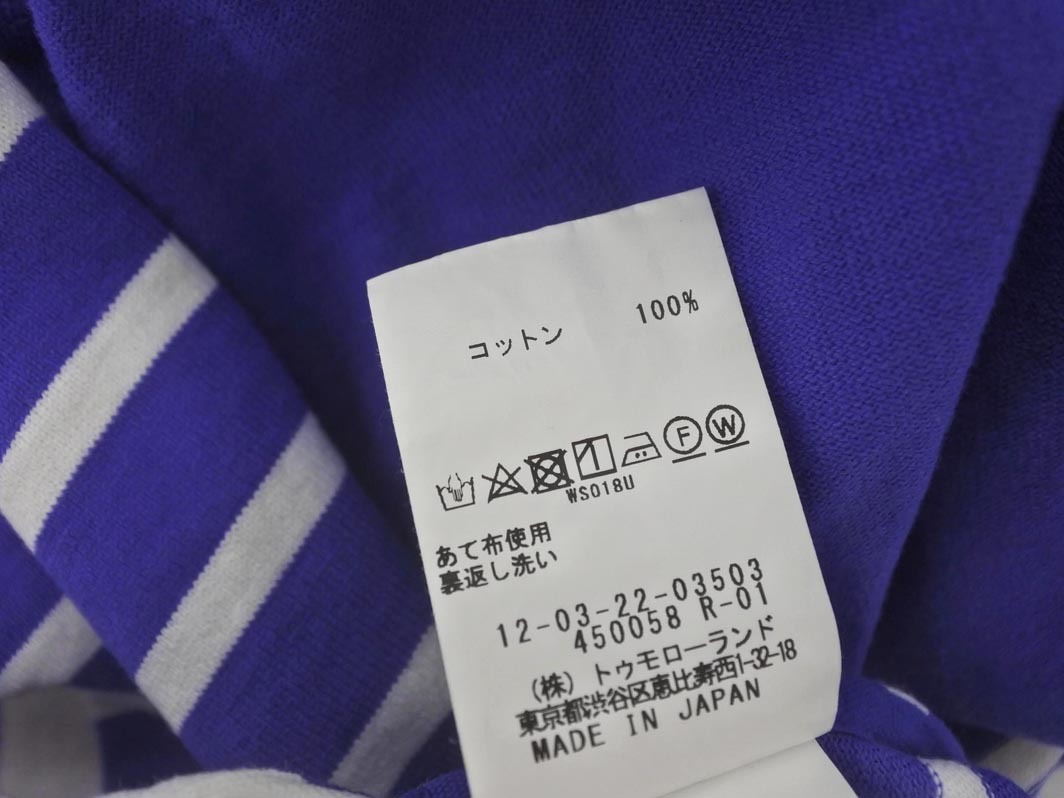 コットン 100%
F W
WS018U
あて布使用
裏返し洗い
12-03-22-03503
450058 R-01
(株) トゥモローランド
東京都渋谷区恵比寿西1-32-18
MADE IN JAPAN